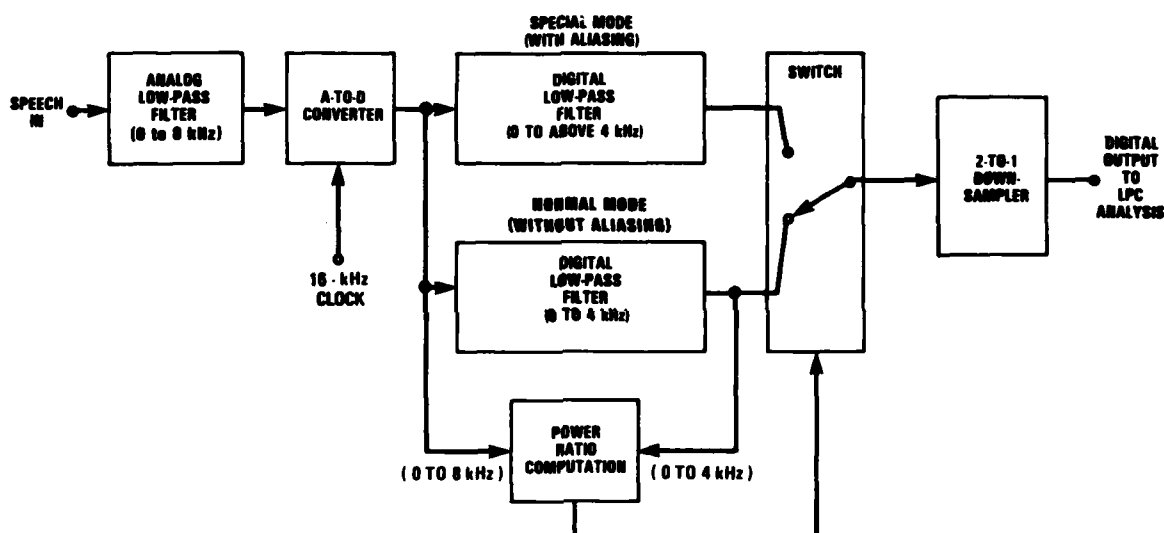 SPECIAL MODE
(WITH ALIASING)
SPEECH
IN
ANALOG
LOW-PASS
FILTER
(0 to 8 kHz)
A-TO-D
CONVERTER
16-kHz
CLOCK
DIGITAL
LOW-PASS
FILTER
(0 TO ABOVE 4 kHz)
NORMAL MODE
(WITHOUT ALIASING)
DIGITAL
LOW-PASS
FILTER
(0 TO 4 kHz)
POWER
RATIO
COMPUTATION
(0 TO 8 kHz)
(0 TO 4 kHz)
SWITCH
2-TO-1
DOWN-
SAMPLER
DIGITAL
OUTPUT
TO
LPC
ANALYSIS